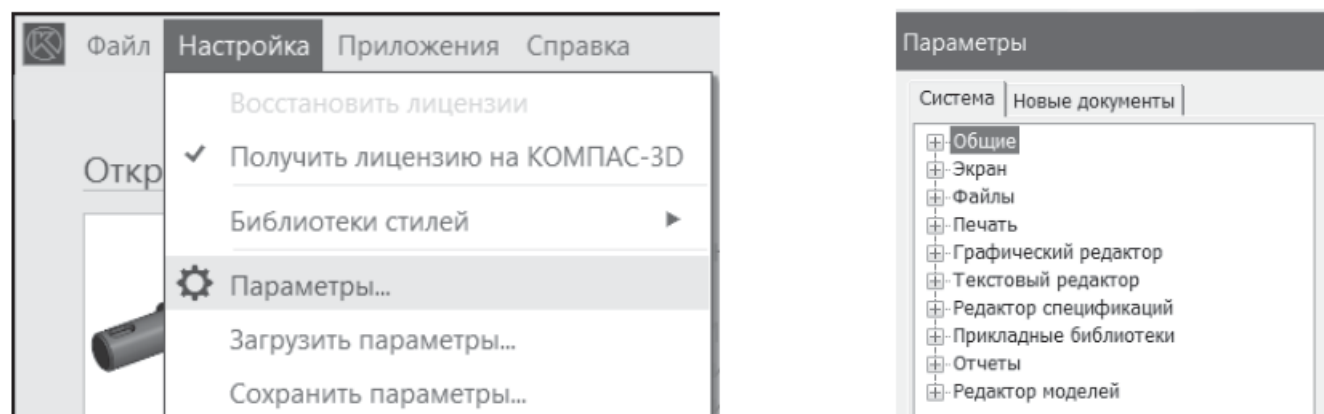 Файл Настройка Приложения Справка
Восстановить лицензии
Получить лицензию на КОМПАС-3D
Откр
Библиотеки стилей
Параметры...
Загрузить параметры...
Сохранить параметры...
Параметры
Система Новые документы
Общие
Экран
Файлы
Печать
Графический редактор
Текстовый редактор
Редактор спецификаций
Прикладные библиотеки
Отчеты
Редактор моделей